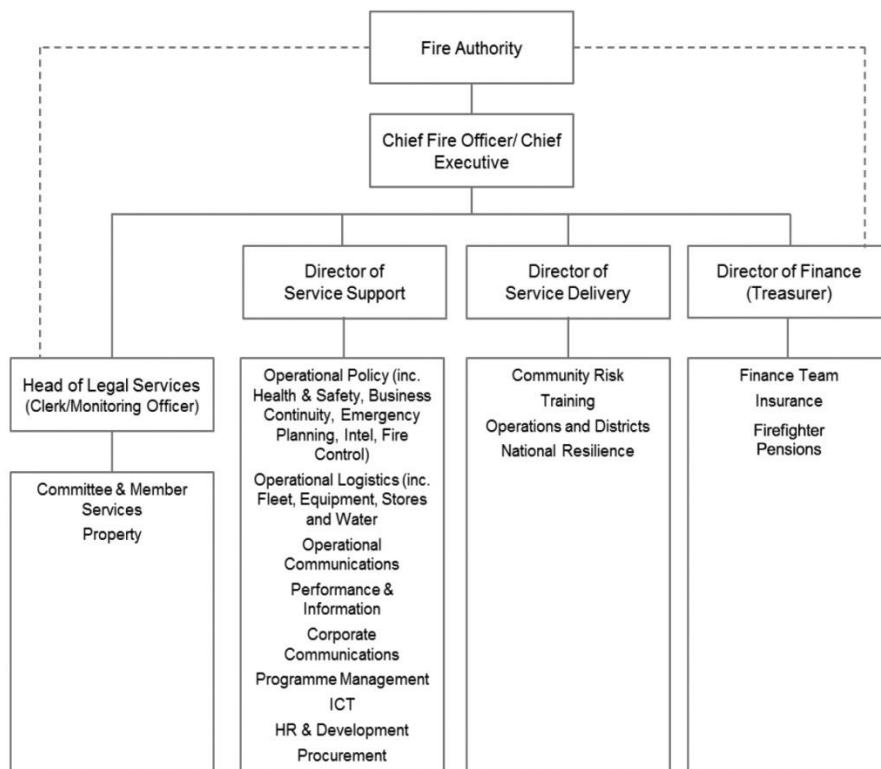 Fire Authority
Chief Fire Officer/ Chief
Executive
Director of
Service Support
Director of
Service Delivery
Director of Finance
(Treasurer)
Head of Legal Services
(Clerk/Monitoring Officer)
Committee & Member
Services
Property
Operational Policy (inc.
Health & Safety, Business
Continuity, Emergency
Planning, Intel, Fire
Control)
Operational Logistics (inc.
Fleet, Equipment, Stores
and Water
Operational
Communications
Performance &
Information
Corporate
Communications
Programme Management
ICT
HR & Development
Procurement
Community Risk
Training
Operations and Districts
National Resilience
Finance Team
Insurance
Firefighter
Pensions